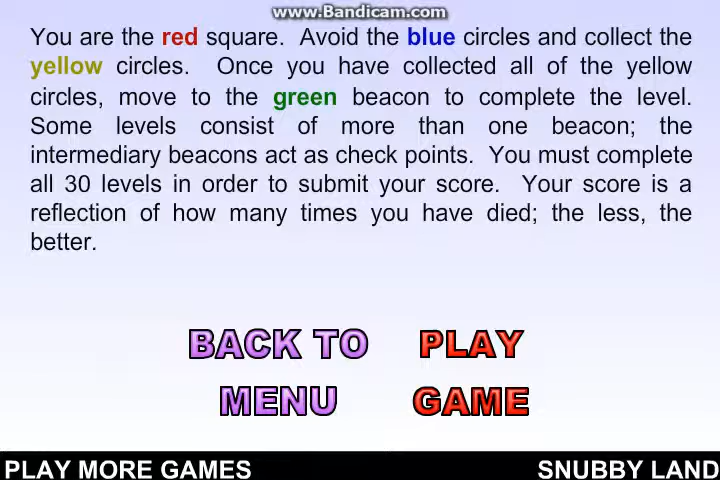 www.Bandicam.com
You are the red square. Avoid the blue circles and collect the
yellow circles. Once you have collected all of the yellow
circles, move to the green beacon to complete the level.
Some levels consist of more than one beacon; the
intermediary beacons act as check points. You must complete
all 30 levels in order to submit your score. Your score is a
reflection of how many times you have died; the less, the
better.
BACK TO
MENU
PLAY
GAME
PLAY MORE GAMES
SNUBBY LAND